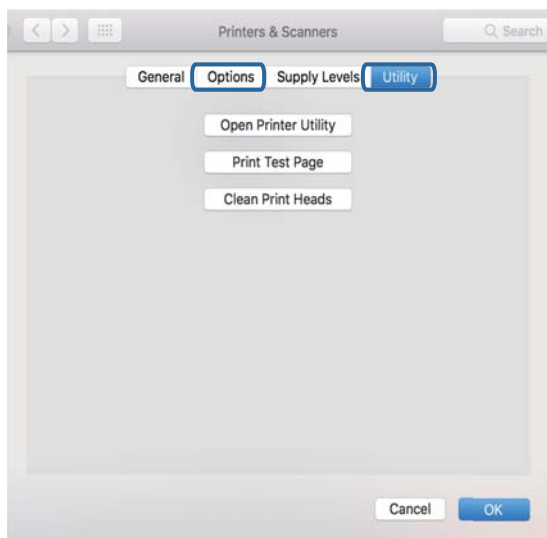 Printers & Scanners Search
General Options Supply Levels Utility
Open Printer Utility
Print Test Page
Clean Print Heads
Cancel OK